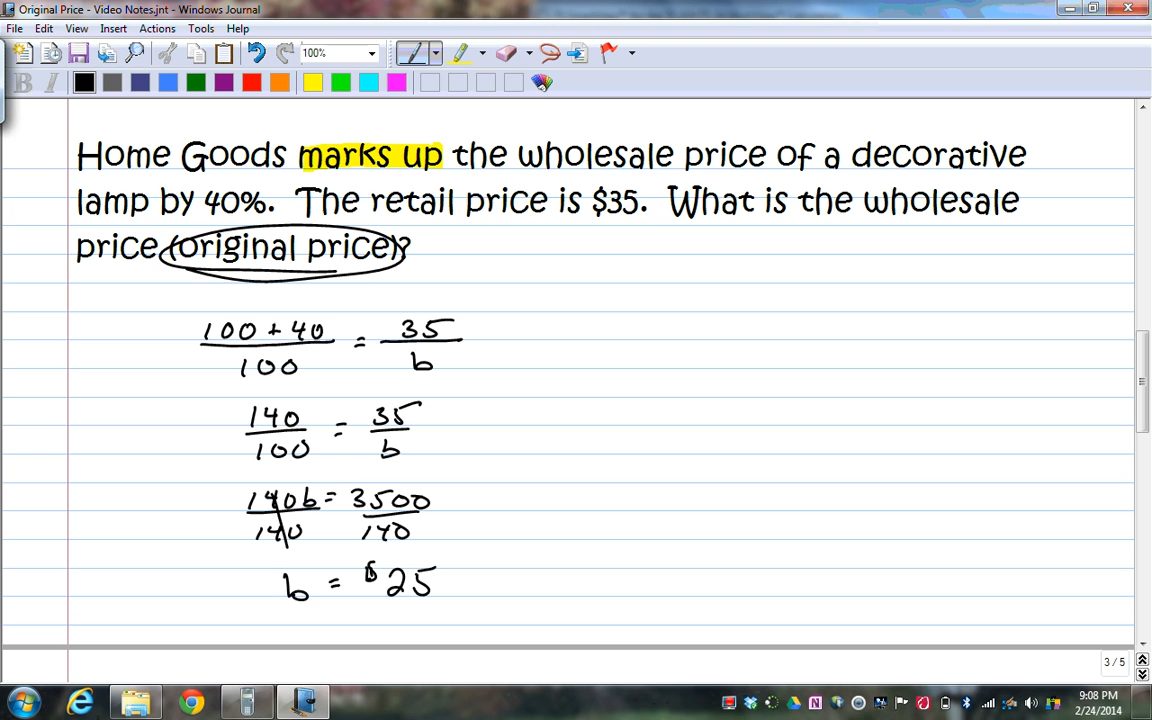 Original Price - Video Notes.jnt - Windows Journal
File Edit View Insert Actions Tools Help
100%
B I
Home Goods marks up the wholesale price of a decorative
lamp by 40%. The retail price is $35. What is the wholesale
price (original price)?
100 + 40 = 35
100 b
140 = 35
100 b
140b = 3500
140 140
b = $25
3 / 5
9:08 PM
2/24/2014